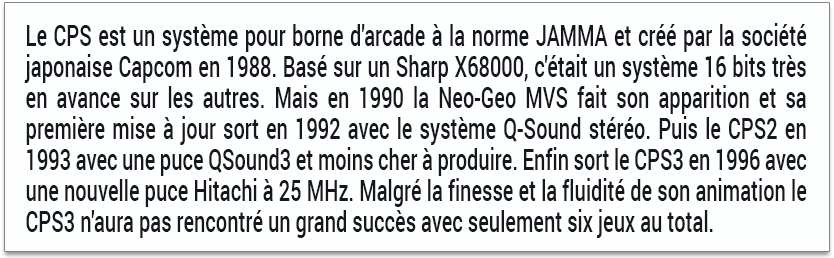 Le CPS est un système pour borne d'arcade à la norme JAMMA et créé par la société
japonaise Capcom en 1988. Basé sur un Sharp X68000, c'était un système 16 bits très
en avance sur les autres. Mais en 1990 la Neo-Geo MVS fait son apparition et sa
première mise à jour sort en 1992 avec le système Q-Sound stéréo. Puis le CPS2 en
1993 avec une puce QSound3 et moins cher à produire. Enfin sort le CPS3 en 1996 avec
une nouvelle puce Hitachi à 25 MHz. Malgré la finesse et la fluidité de son animation le
CPS3 n'aura pas rencontré un grand succès avec seulement six jeux au total.